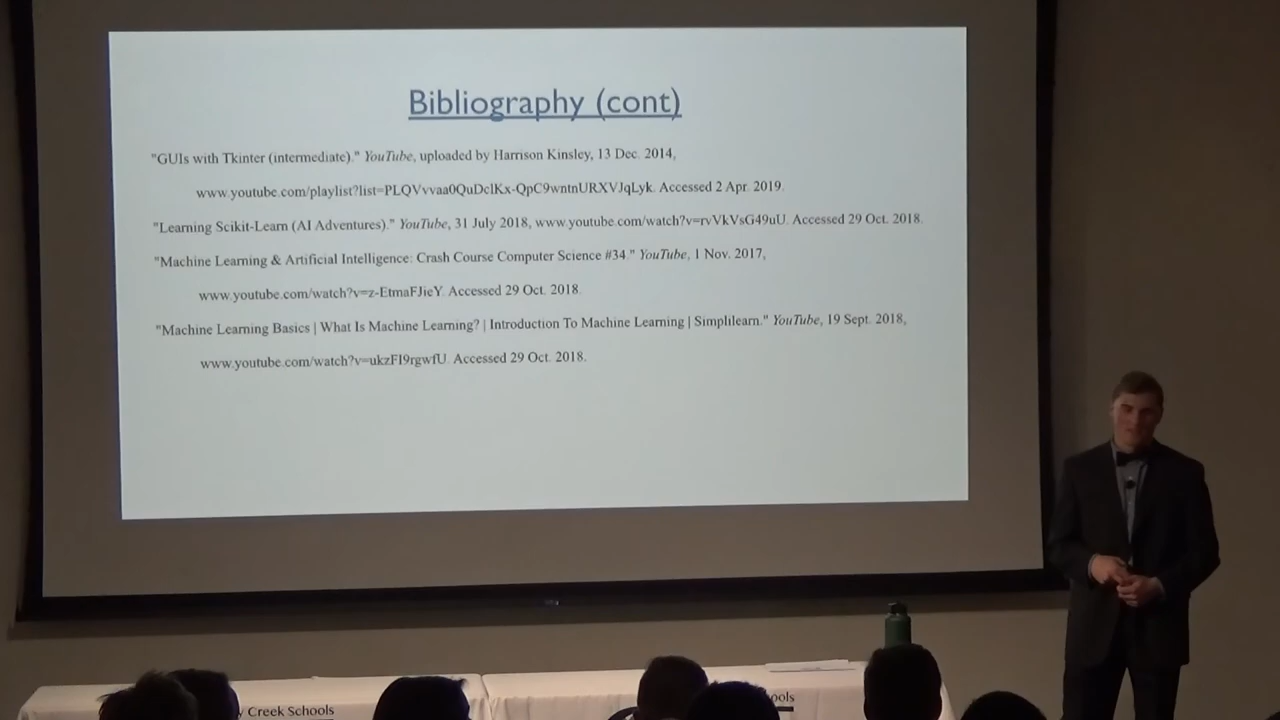 Bibliography (cont)
"GUIs with Tkinter (intermediate)." YouTube, uploaded by Harrison Kinsley, 13 Dec. 2014,
www.youtube.com/playlist?list=PLQVvvaa0QuDclKx-QpC9wntnURXVJqLyk. Accessed 2 Apr. 2019.
"Learning Scikit-Learn (AI Adventures)." YouTube, 31 July 2018, www.youtube.com/watch?v=rvVkVsG49uU. Accessed 29 Oct. 2018.
"Machine Learning & Artificial Intelligence: Crash Course Computer Science #34." YouTube, 1 Nov. 2017,
www.youtube.com/watch?v=z-EtmaFJieY. Accessed 29 Oct. 2018.
"Machine Learning Basics | What Is Machine Learning? | Introduction To Machine Learning | Simplilearn." YouTube, 19 Sept. 2018,
www.youtube.com/watch?v=ukzFI9rgwfU. Accessed 29 Oct. 2018.
y Creek Schools
ools